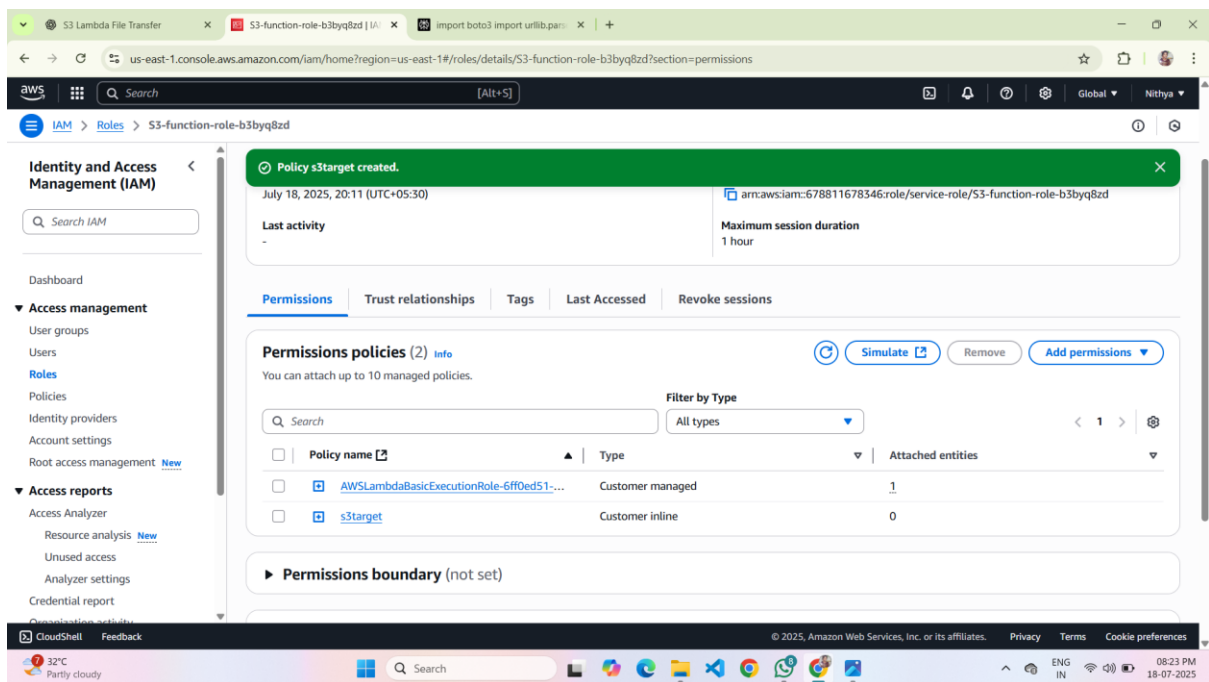 S3 Lambda File Transfer
S3-function-role-b3byq8zd | IA
import boto3 import urllib.pars
us-east-1.console.aws.amazon.com/iam/home?region=us-east-1#/roles/details/S3-function-role-b3byq8zd?section=permissions
aws Search [Alt+S] Global Nithya
IAM > Roles > S3-function-role-b3byq8zd
Identity and Access Management (IAM)
Search IAM
Dashboard
Access management
User groups
Users
Roles
Policies
Identity providers
Account settings
Root access management New
Access reports
Access Analyzer
Resource analysis New
Unused access
Analyzer settings
Credential report
Policy s3target created.
July 18, 2025, 20:11 (UTC+05:30)
arn:aws:iam::678811678346:role/service-role/S3-function-role-b3byq8zd
Last activity
-
Maximum session duration
1 hour
Permissions Trust relationships Tags Last Accessed Revoke sessions
Permissions policies (2) Info
Simulate Remove Add permissions
You can attach up to 10 managed policies.
Filter by Type
Search All types 1
Policy name Type Attached entities
AWSLambdaBasicExecutionRole-6ff0ed51-... Customer managed 1
s3target Customer inline 0
Permissions boundary (not set)
CloudShell Feedback © 2025, Amazon Web Services, Inc. or its affiliates. Privacy Terms Cookie preferences
7 32°C
Partly cloudy
Search
ENG
IN
08:23 PM
18-07-2025